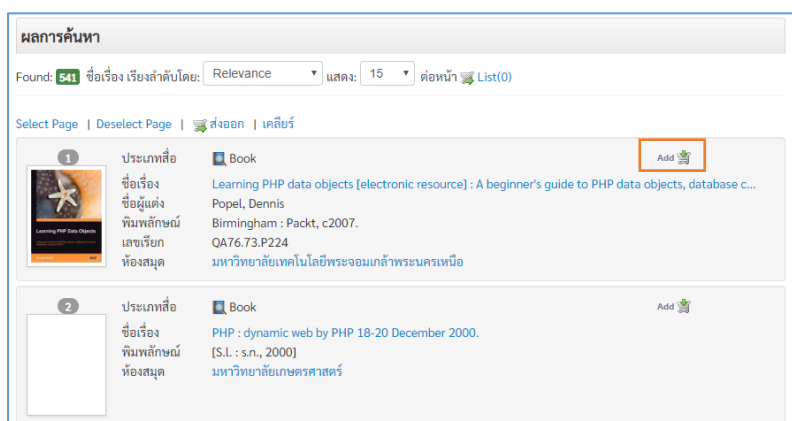 ผลการค้นหา
Found: 541 ชื่อเรื่อง เรียงลำดับโดย: Relevance แสดง: 15 ต่อหน้า List(0)
Select Page | Deselect Page | ส่งออก | เคลียร์
1 ประเภทสื่อ Book Add
ชื่อเรื่อง Learning PHP data objects [electronic resource] : A beginner's guide to PHP data objects, database c...
ชื่อผู้แต่ง Popel, Dennis
พิมพลักษณ์ Birmingham : Packt, c2007.
เลขเรียก QA76.73.P224
ห้องสมุด มหาวิทยาลัยเทคโนโลยีพระจอมเกล้าพระนครเหนือ
Learning PHP Data Objects
2 ประเภทสื่อ Book Add
ชื่อเรื่อง PHP : dynamic web by PHP 18-20 December 2000.
พิมพลักษณ์ [S.l. : s.n., 2000]
ห้องสมุด มหาวิทยาลัยเกษตรศาสตร์